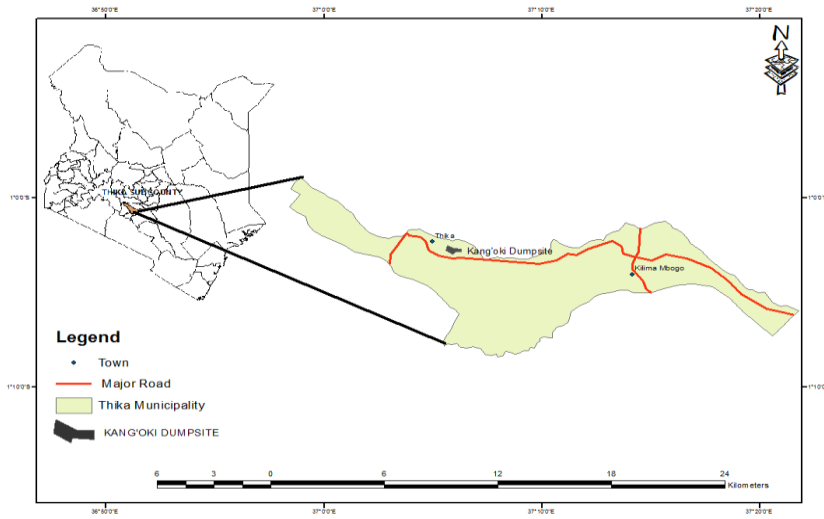 36°50'0"E 37°0'0"E 37°10'0"E 37°20'0"E
N
THIKA SUBCOUNTY
1°0'0"S 1°0'0"S
Thika
Kang'oki Dumpsite
Kilima Mbogo
Legend
Town
Major Road
Thika Municipality
KANG'OKI DUMPSITE
1°10'0"S 1°10'0"S
6 3 0 6 12 18 24
Kilometers
36°50'0"E 37°0'0"E 37°10'0"E 37°20'0"E